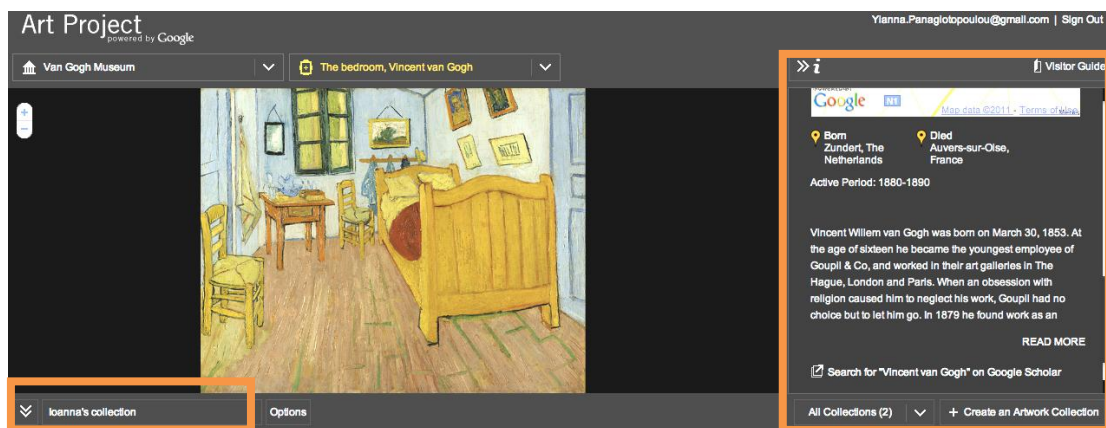 Art Project
powered by Google
Yianna.Panagiotopoulou@gmail.com | Sign Out
Van Gogh Museum
The bedroom, Vincent van Gogh
Visitor Guide
Google
N1
Map data ©2011 - Terms of Use
Born
Zundert, The
Netherlands
Died
Auvers-sur-Oise,
France
Active Period: 1880-1890
Vincent Willem van Gogh was born on March 30, 1853. At
the age of sixteen he became the youngest employee of
Goupil & Co, and worked in their art galleries in The
Hague, London and Paris. When an obsession with
religion caused him to neglect his work, Goupil had no
choice but to let him go. In 1879 he found work as an
READ MORE
Search for "Vincent van Gogh" on Google Scholar
Ioanna's collection
Options
All Collections (2)
+ Create an Artwork Collection